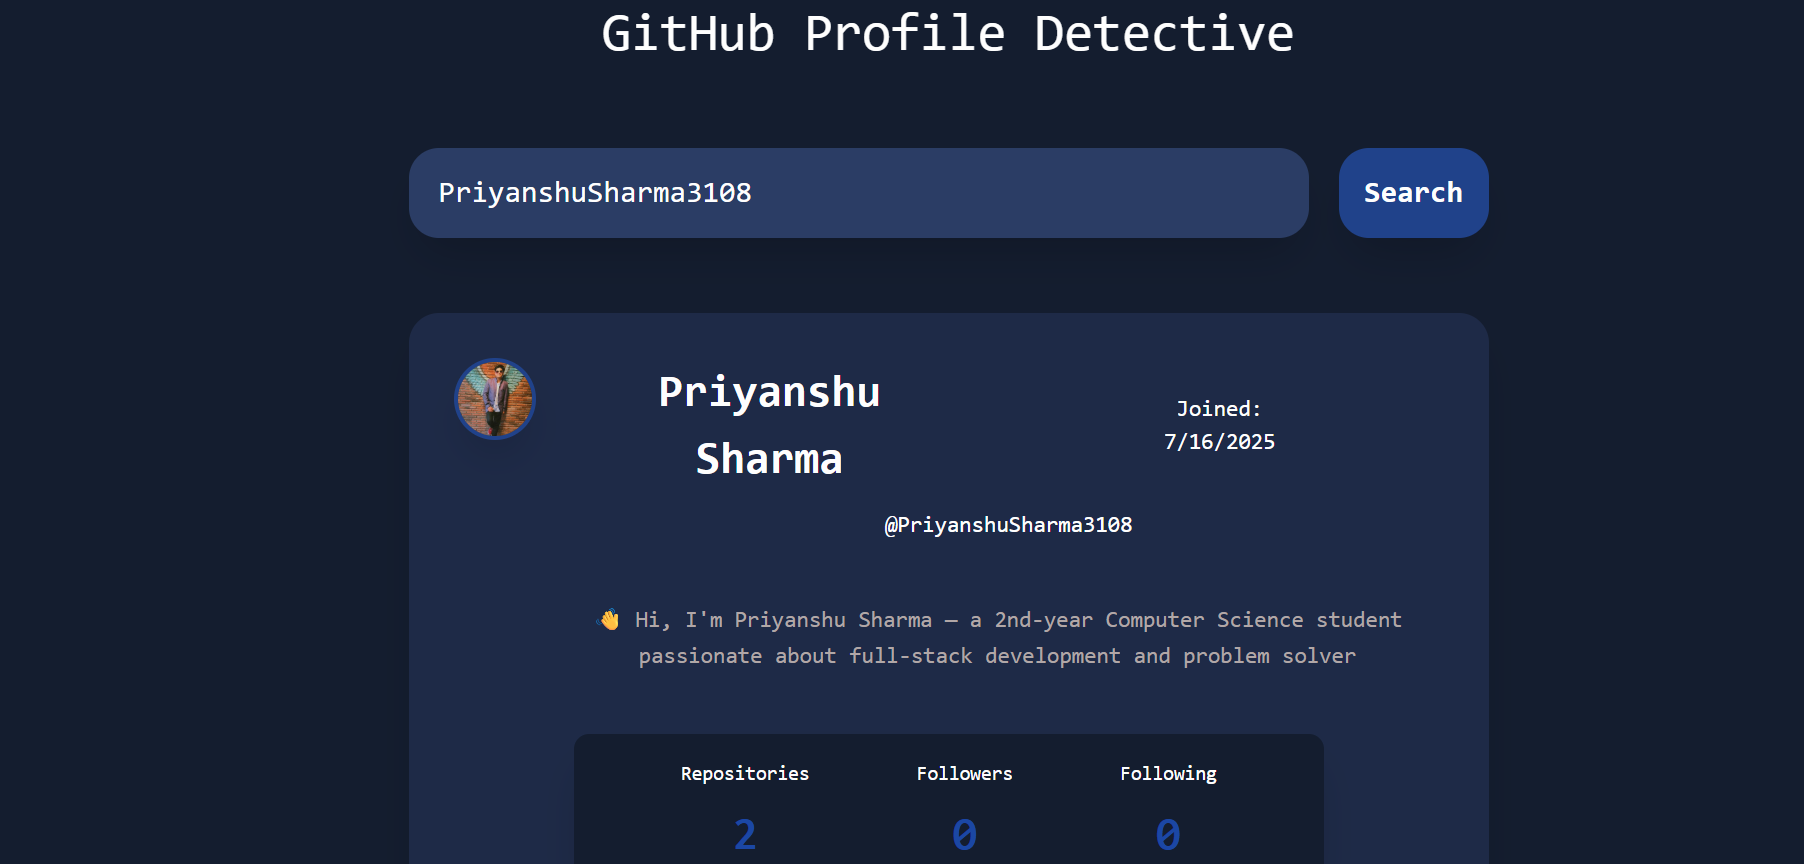 GitHub Profile Detective
PriyanshuSharma3108
Search
Priyanshu
Sharma
Joined:
7/16/2025
@PriyanshuSharma3108
👋 Hi, I'm Priyanshu Sharma — a 2nd-year Computer Science student
passionate about full-stack development and problem solver
Repositories Followers Following
2 0 0